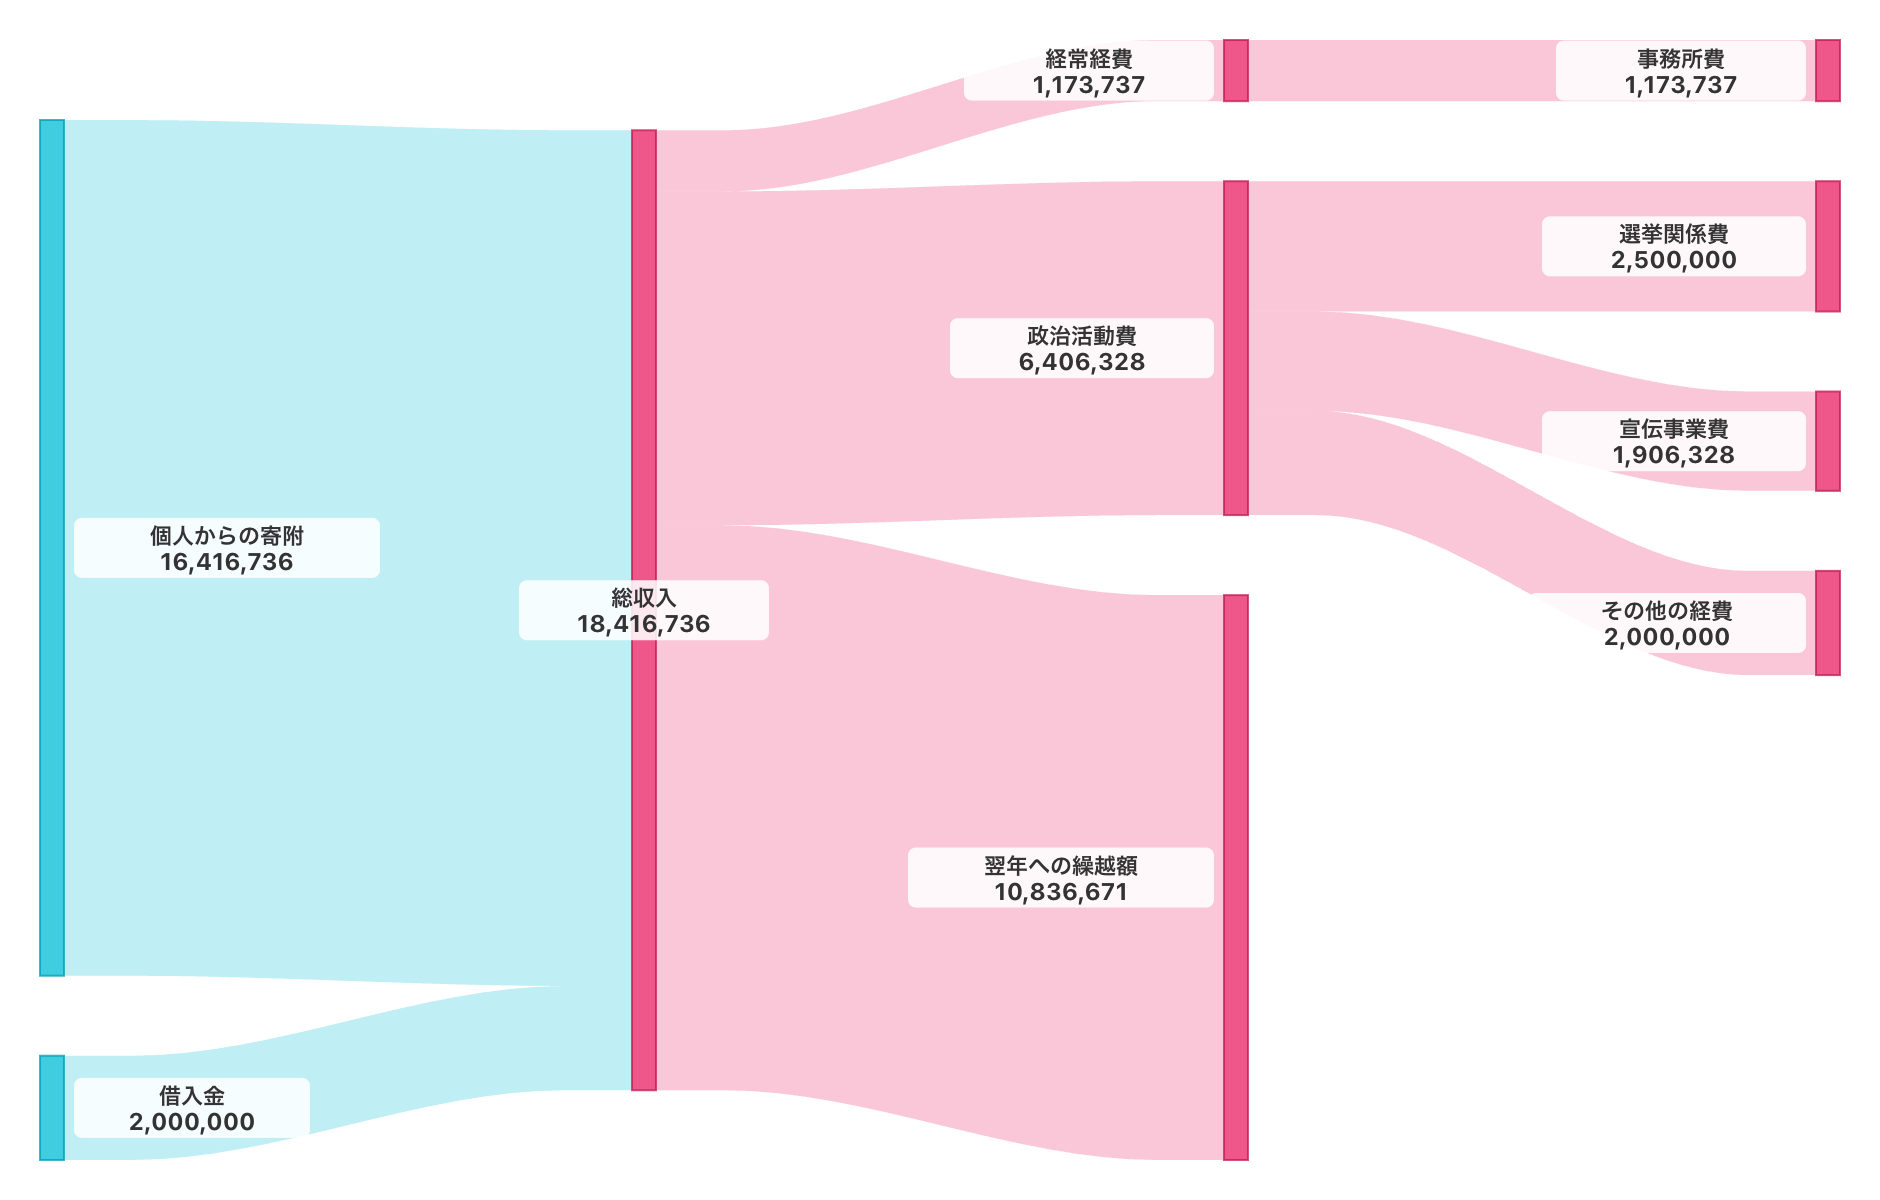 個人からの寄附
16,416,736
借入金
2,000,000
総収入
18,416,736
経常経費
1,173,737
政治活動費
6,406,328
翌年への繰越額
10,836,671
事務所費
1,173,737
選挙関係費
2,500,000
宣伝事業費
1,906,328
その他の経費
2,000,000